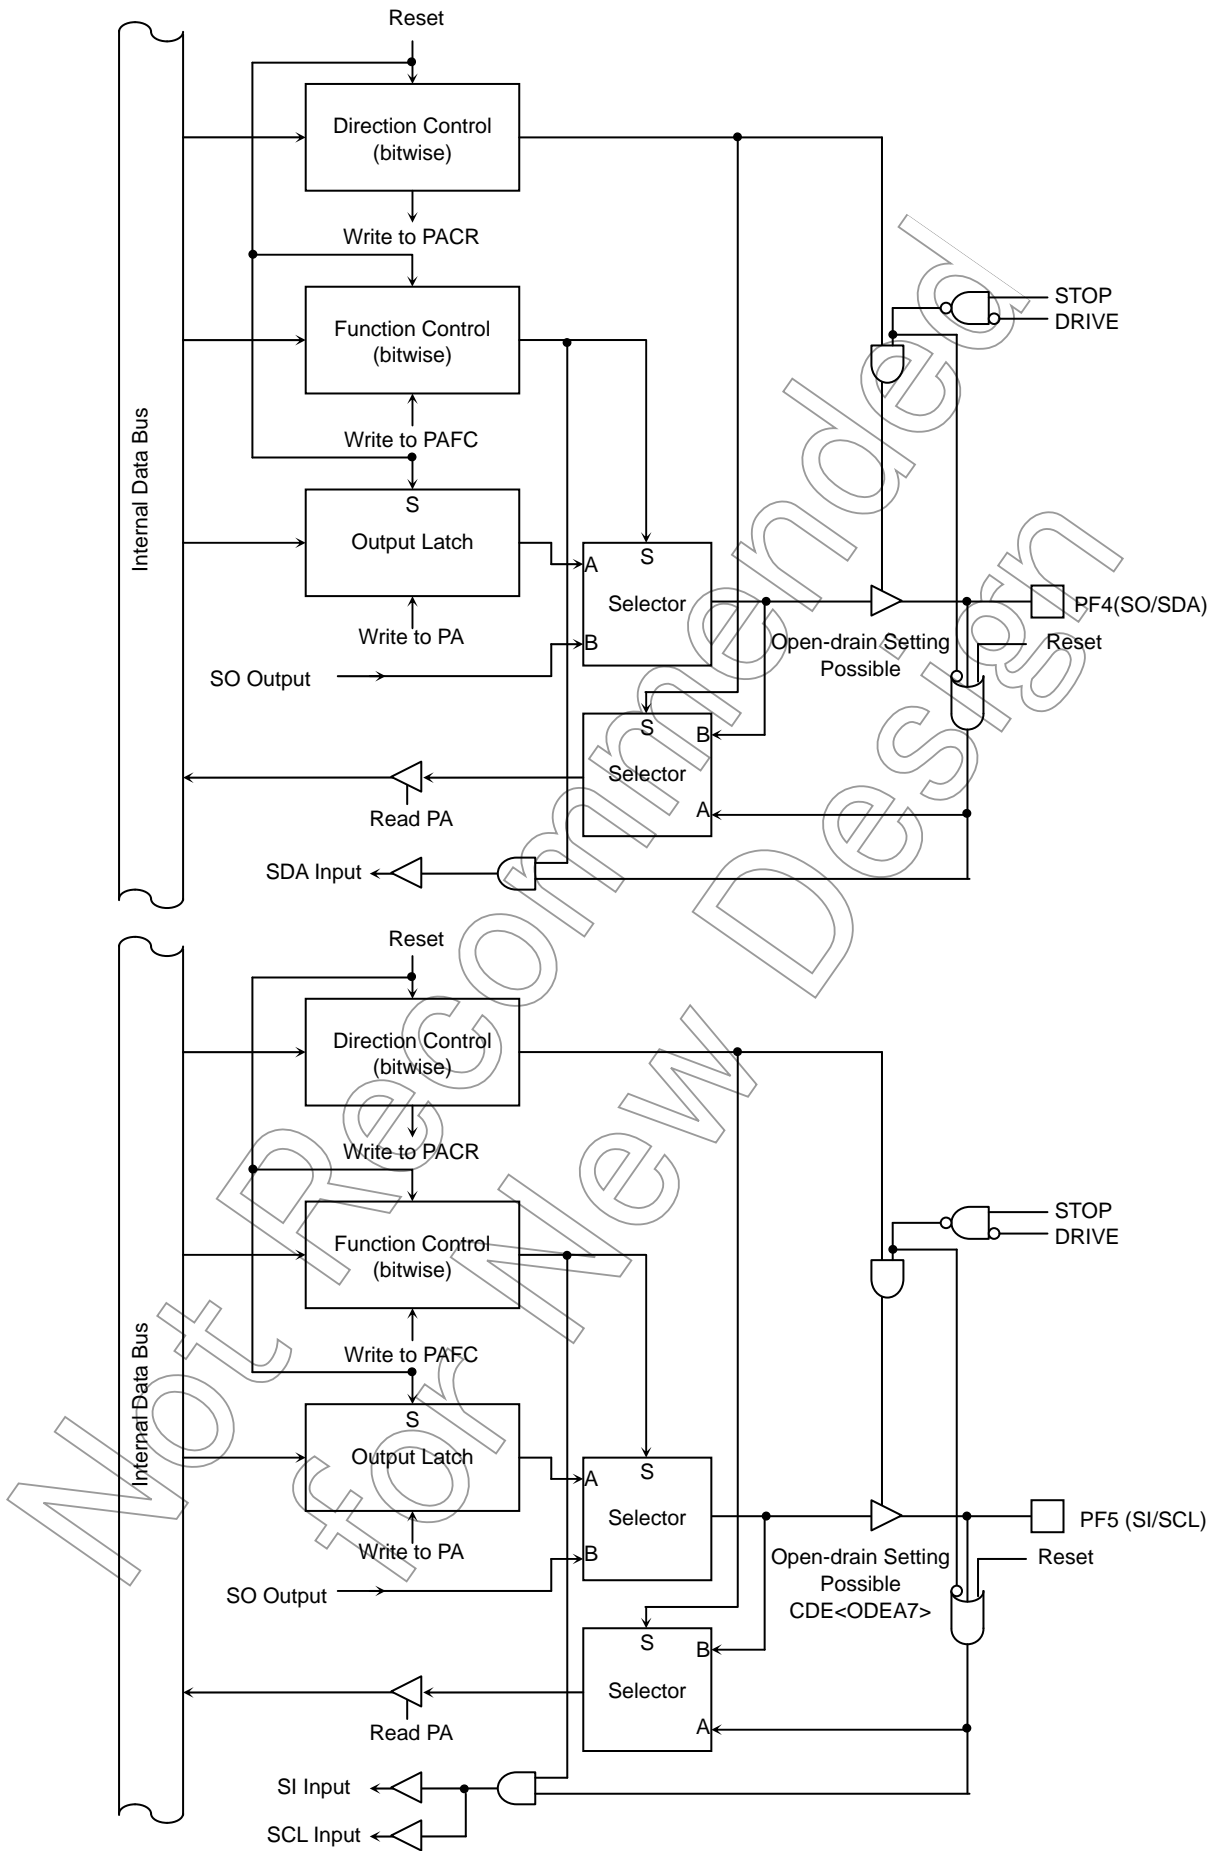 Reset
Direction Control
(bitwise)
Write to PACR
STOP
DRIVE
Function Control
(bitwise)
Write to PAFC
Internal Data Bus
S
Output Latch
A
S
Selector
B
PF4(SO/SDA)
Write to PA
Open-drain Setting
Possible
Reset
SO Output
S
B
Selector
A
Read PA
SDA Input
Reset
Direction Control
(bitwise)
Write to PACR
STOP
DRIVE
Function Control
(bitwise)
Write to PAFC
Internal Data Bus
S
Output Latch
A
S
Selector
B
PF5 (SI/SCL)
Write to PA
Open-drain Setting
Possible
CDE<ODEA7>
Reset
SO Output
S
B
Selector
A
Read PA
SI Input
SCL Input
Not Recommended
for New Design